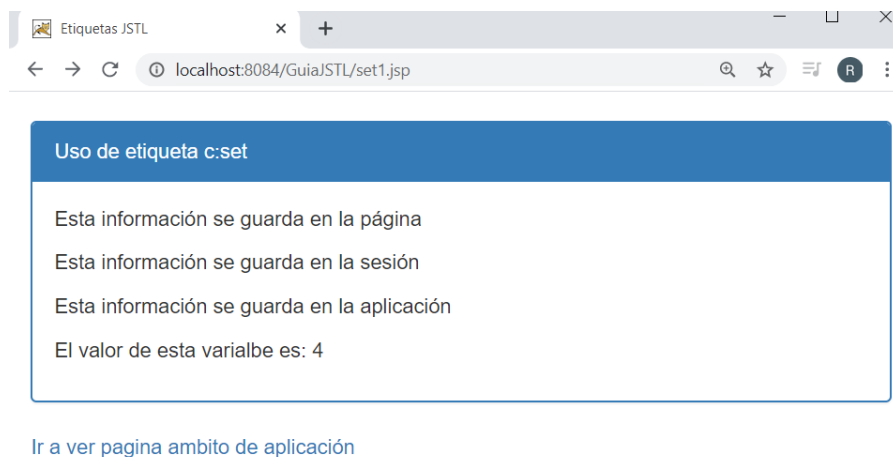 Etiquetas JSTL
localhost:8084/GuiaJSTL/set1.jsp
R
Uso de etiqueta c:set
Esta información se guarda en la página
Esta información se guarda en la sesión
Esta información se guarda en la aplicación
El valor de esta varialbe es: 4
Ir a ver pagina ambito de aplicación